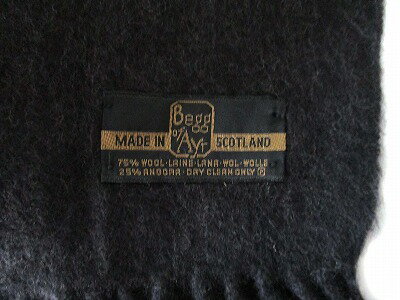 Begg
of
Ayr
MADE IN SCOTLAND
75% WOOL·LAINE·LANA·WOL·WOLLE
25% ANGORA·DRY CLEAN ONLY Ⓟ